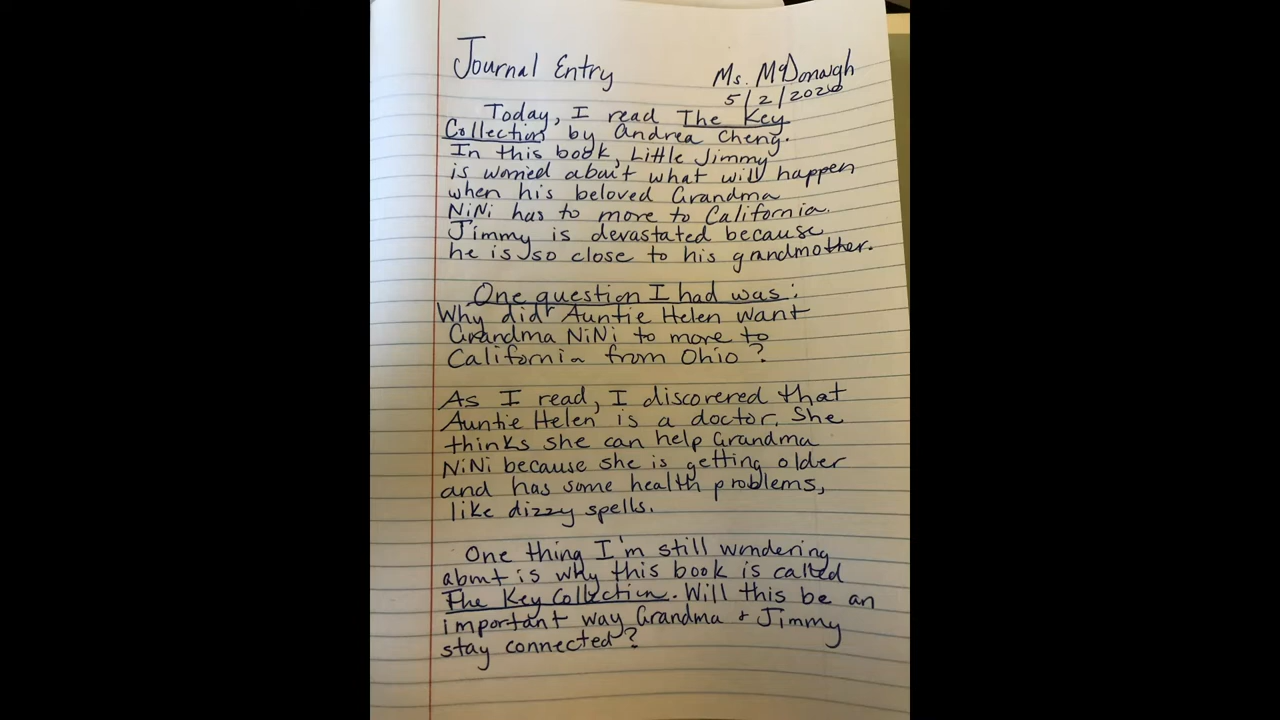 Journal Entry
Ms. McDonaugh
5/2/2020
Today, I read The Key
Collection by Andrea Cheng.
In this book, Little Jimmy
is worried about what will happen
when his beloved Grandma
NiNi has to more to California.
Jimmy is devastated because
he is so close to his grandmother.
One question I had was:
Why did Auntie Helen want
Grandma NiNi to more to
California from Ohio?
As I read, I discovered that
Auntie Helen is a doctor. She
thinks she can help Grandma
NiNi because she is getting older
and has some health problems,
like dizzy spells.
One thing I'm still wondering
about is why this book is called
The Key Collection. Will this be an
important way Grandma + Jimmy
stay connected?